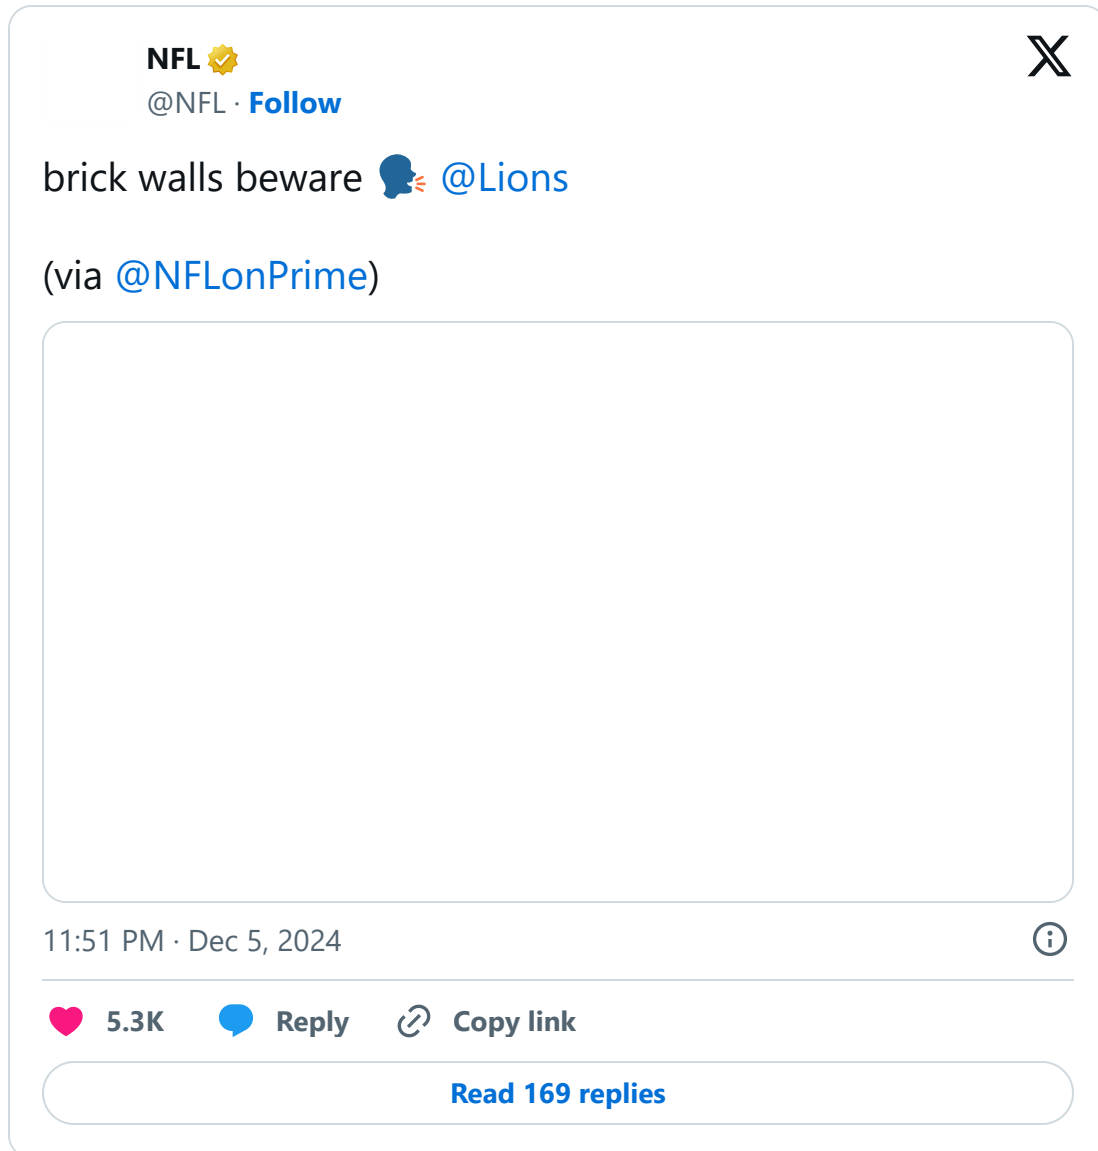 NFL
@NFL · Follow
brick walls beware 🗣️ @Lions
(via @NFLonPrime)
11:51 PM · Dec 5, 2024
5.3K Reply Copy link
Read 169 replies